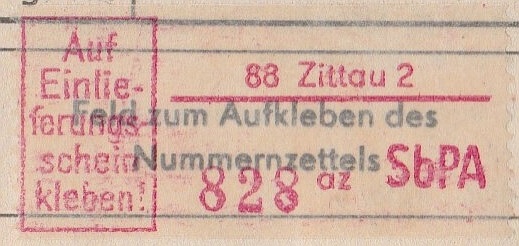 Auf
Einlie-
ferungs-
schein
kleben!
88 Zittau 2
Feld zum Aufkleben des
Nummernzettels
828 az SbPA